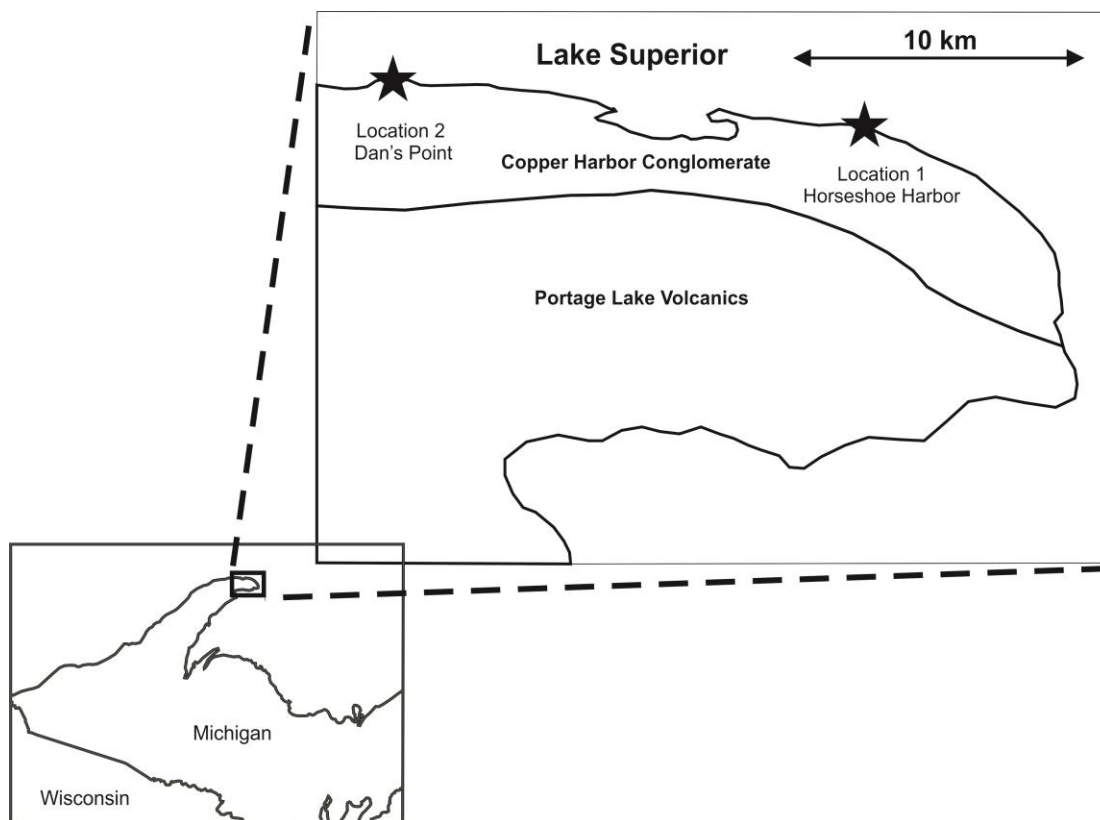 10 km
Lake Superior
Location 2
Dan's Point
Copper Harbor Conglomerate
Location 1
Horseshoe Harbor
Portage Lake Volcanics
Michigan
Wisconsin